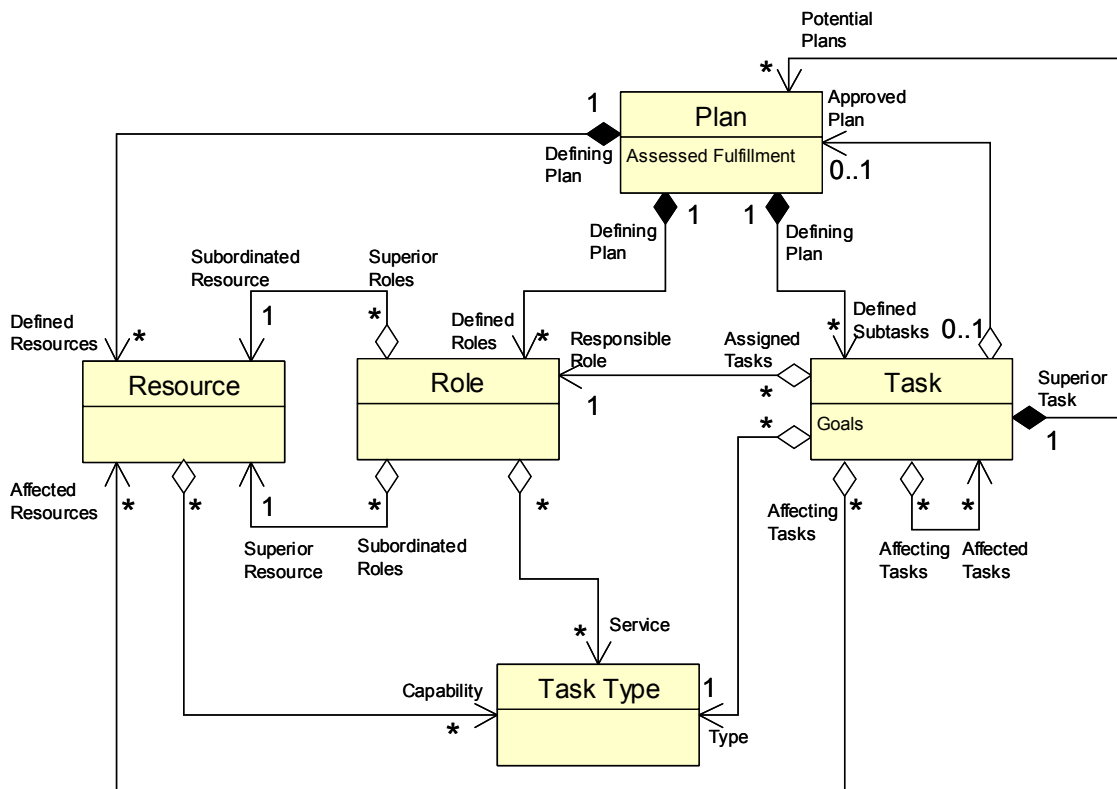 Potential
Plans
*
1
Plan
Approved
Plan
Defining
Plan
Assessed Fulfillment
0..1
1
1
Defining
Plan
Defining
Plan
Subordinated
Resource
Superior
Roles
1
*
Defined
Resources
*
Defined
Roles
*
Responsible
Role
Assigned
Tasks
*
Defined
Subtasks
0..1
Resource
Role
1
*
Task
Superior
Task
*
Goals
1
Affected
Resources
*
*
1
*
*
Affecting
Tasks
*
*
*
Superior
Resource
Subordinated
Roles
Affecting
Tasks
Affected
Tasks
*
Service
Capability
*
Task Type
1
Type